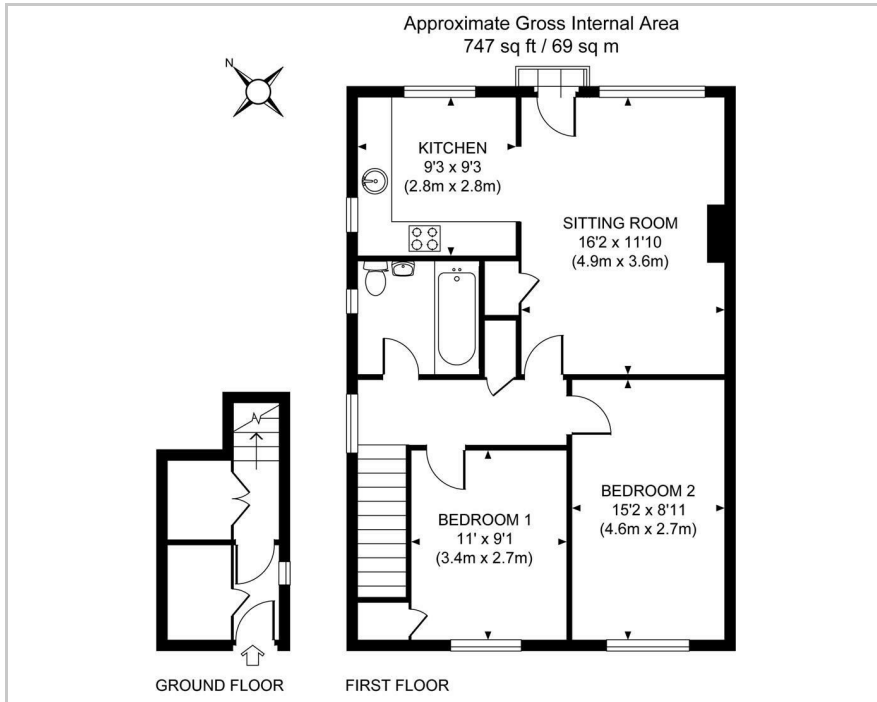 Approximate Gross Internal Area
747 sq ft / 69 sq m
N
KITCHEN
9'3 x 9'3
(2.8m x 2.8m)
SITTING ROOM
16'2 x 11'10
(4.9m x 3.6m)
BEDROOM 1
11' x 9'1
(3.4m x 2.7m)
BEDROOM 2
15'2 x 8'11
(4.6m x 2.7m)
GROUND FLOOR
FIRST FLOOR